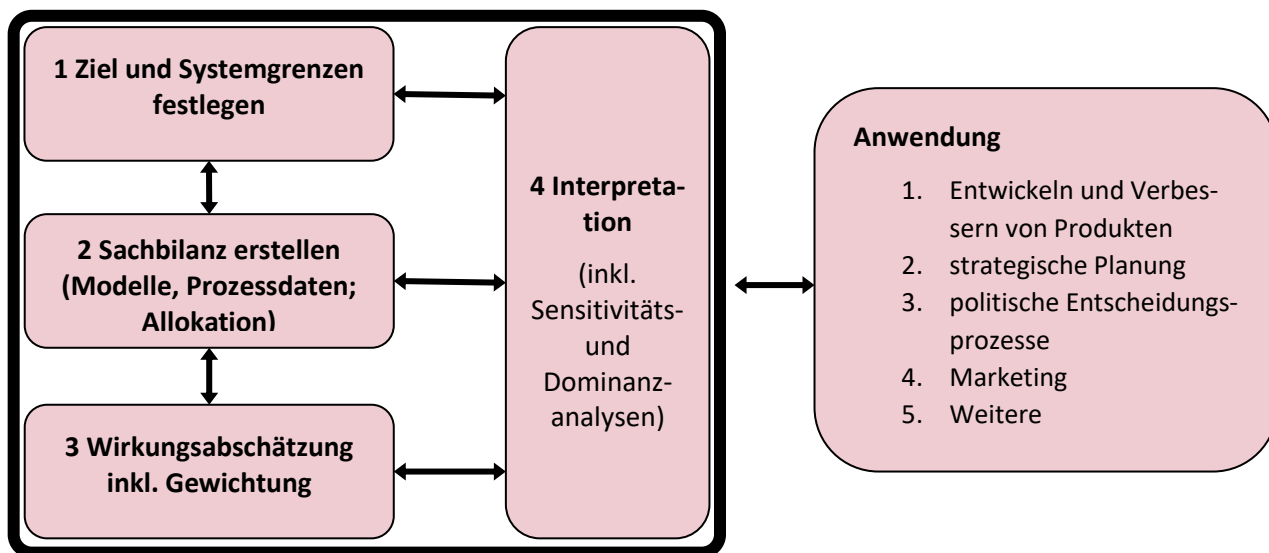 1 Ziel und Systemgrenzen
festlegen
2 Sachbilanz erstellen
(Modelle, Prozessdaten;
Allokation)
3 Wirkungsabschätzung
inkl. Gewichtung
4 Interpreta-
tion
(inkl.
Sensitivitäts-
und
Dominanz-
analysen)
Anwendung
1. Entwickeln und Verbes-
sern von Produkten
2. strategische Planung
3. politische Entscheidungs-
prozesse
4. Marketing
5. Weitere